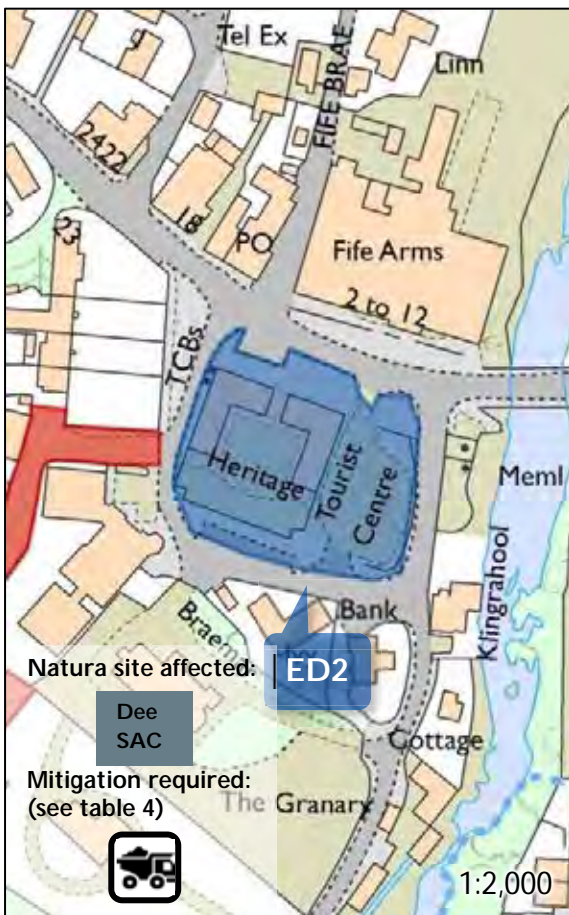 Tel Ex
FIFE BRAE
Linn
2422
18
PO
Fife Arms
23
2 to 12
TCBs
Heritage
Tourist
Centre
Meml
Klingrahool
Bank
Natura site affected:
ED2
Dee
SAC
Cottage
Mitigation required:
(see table 4)
The Granary
1:2,000